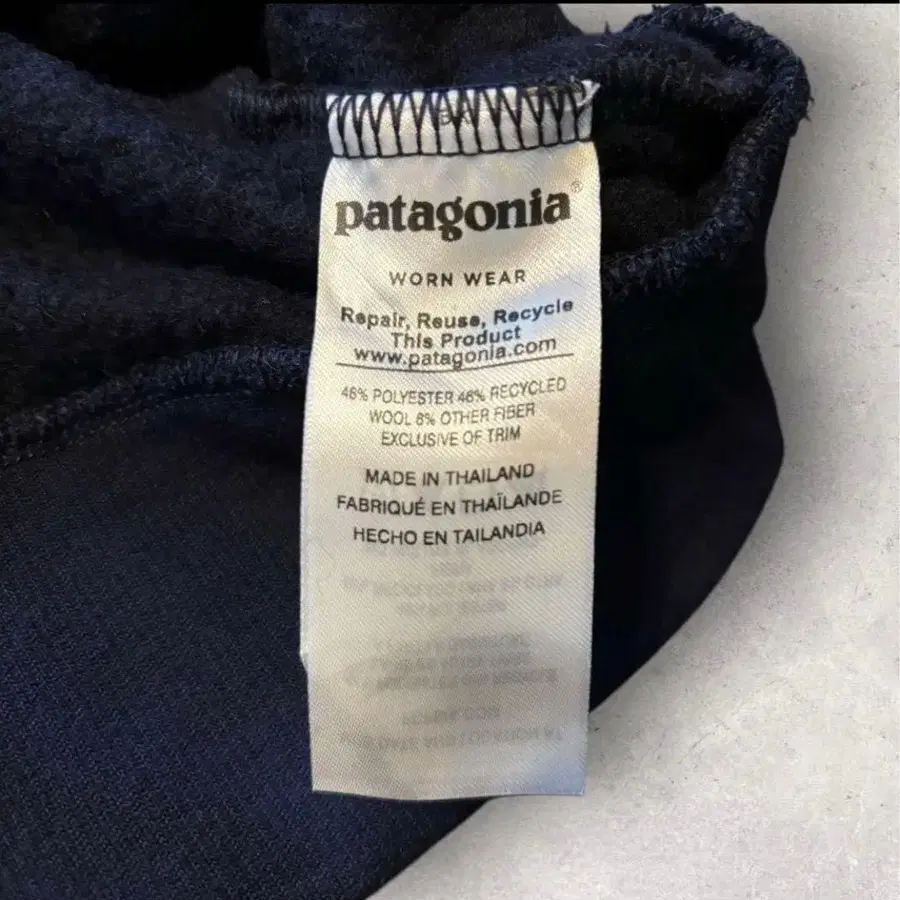 patagonia®
WORN WEAR
Repair, Reuse, Recycle
This Product
www.patagonia.com
46% POLYESTER 46% RECYCLED
WOOL 8% OTHER FIBER
EXCLUSIVE OF TRIM
MADE IN THAILAND
FABRIQUÉ EN THAÏLANDE
HECHO EN TAILANDIA